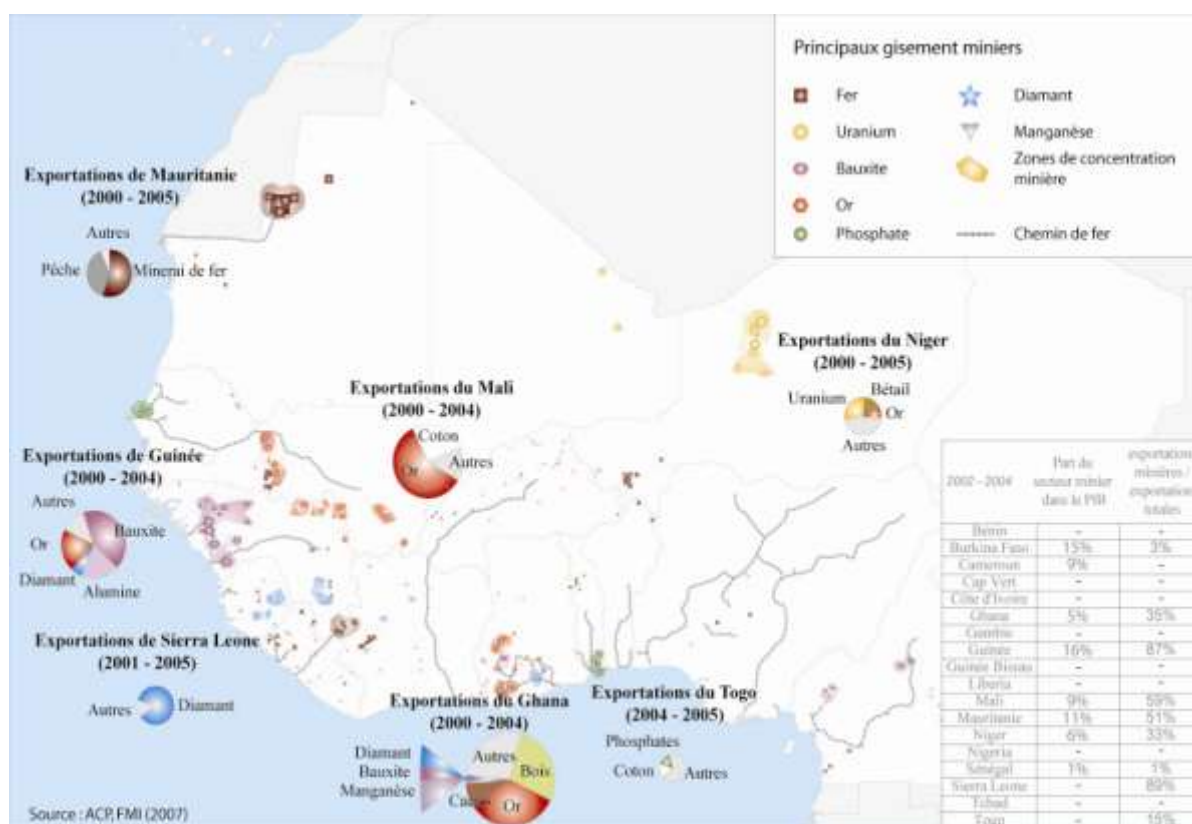 Principaux gisement miniers
Fer
Uranium
Bauxite
Or
Phosphate
Diamant
Manganèse
Zones de concentration
minière
Chemin de fer
Exportations de Mauritanie
(2000 - 2005)
Autres
Pêche
Minerai de fer
Exportations du Niger
(2000 - 2005)
Uranium
Bétail
Or
Autres
Exportations du Mali
(2000 - 2004)
Coton
Or
Autres
Exportations de Guinée
(2000 - 2004)
Autres
Or
Bauxite
Diamant
Alumine
Exportations de Sierra Leone
(2001 - 2005)
Autres
Diamant
Exportations du Ghana
(2000 - 2004)
Diamant
Bauxite
Manganèse
Autres
Bois
Or
Exportations du Togo
(2004 - 2005)
Phosphates
Coton
Autres
2002 - 2004
Part du
secteur minier
dans le PIB
exportation
minières /
exportation
totales
Bénin - -
Burkina Faso 15% 3%
Cameroun 9% -
Cap Vert - -
Côte d'Ivoire - -
Ghana 5% 35%
Gambie - -
Guinée 16% 87%
Guinée Bissau - -
Liberia - -
Mali 9% 59%
Mauritanie 11% 51%
Niger 6% 33%
Nigeria - -
Sénégal 1% 1%
Sierra Leone - 89%
Tchad - -
Togo - 15%
Source : ACP, FMI (2007)